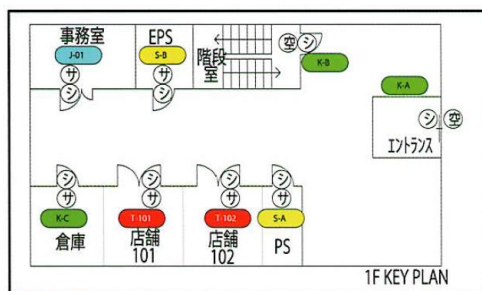 事務室
EPS
階段
室
J-01
S-B
サ
サ
シ
シ
空
シ
K-B
K-A
シ
空
エントランス
シ
シ
シ
シ
サ
サ
サ
サ
K-C
T-101
T-102
S-A
倉庫
店舗
101
店舗
102
PS
1F KEY PLAN